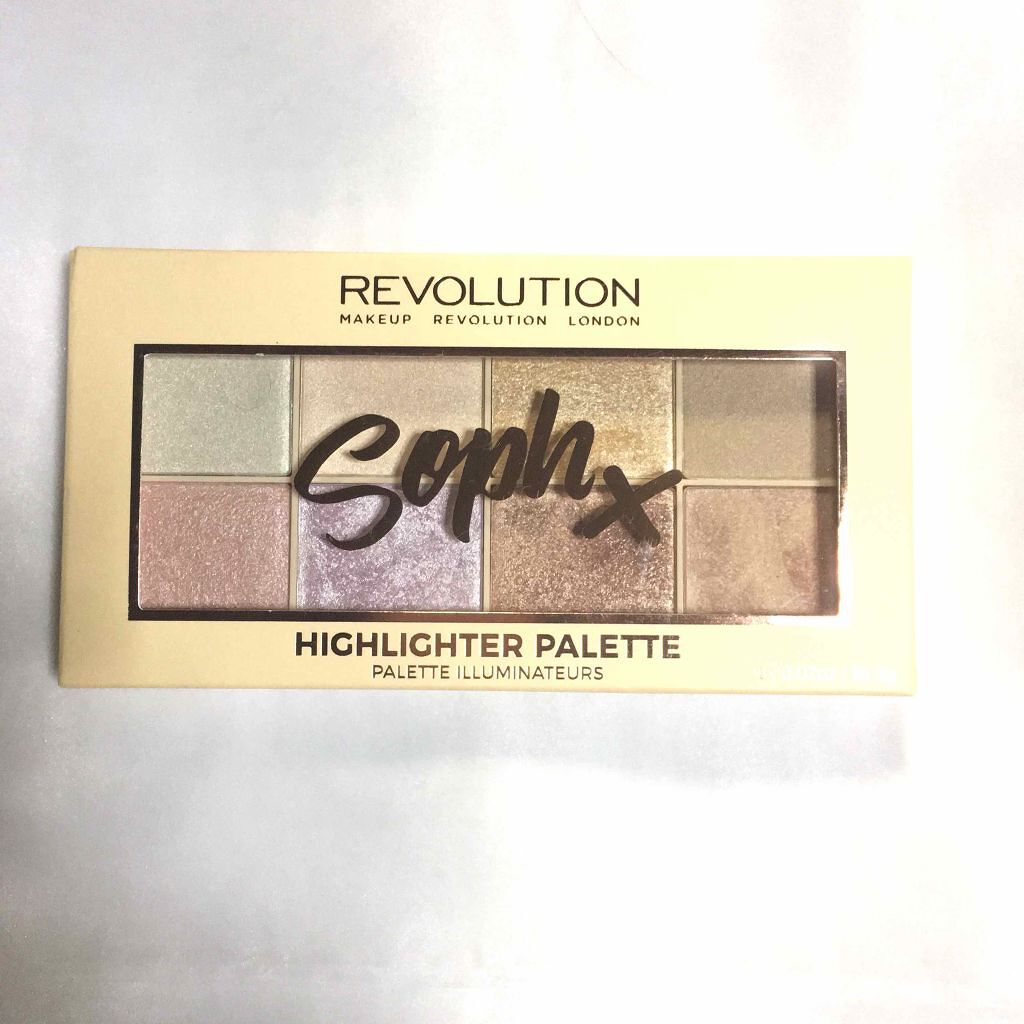 REVOLUTION
MAKEUP REVOLUTION LONDON
Soph x
HIGHLIGHTER PALETTE
PALETTE ILLUMINATEURS